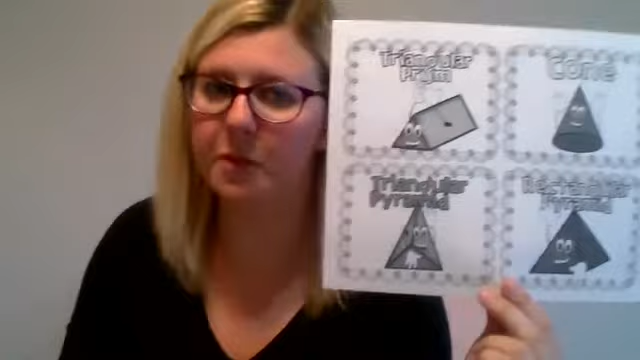 Triangular
Prism
Cone
Triangular
Pyramid
Rectangular
Pyramid